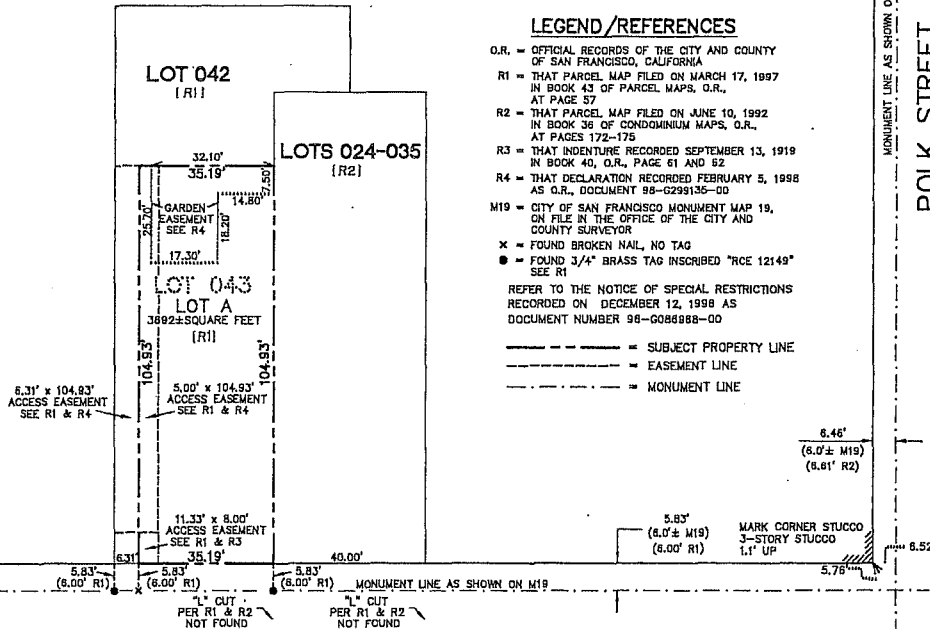 LEGEND/REFERENCES
O.R. = OFFICIAL RECORDS OF THE CITY AND COUNTY
OF SAN FRANCISCO, CALIFORNIA
R1 = THAT PARCEL MAP FILED ON MARCH 17, 1997
IN BOOK 43 OF PARCEL MAPS, O.R.,
AT PAGE 57
R2 = THAT PARCEL MAP FILED ON JUNE 10, 1992
IN BOOK 36 OF CONDOMINIUM MAPS, O.R.,
AT PAGES 172-175
R3 = THAT INDENTURE RECORDED SEPTEMBER 13, 1919
IN BOOK 40, O.R., PAGE 61 AND 62
R4 = THAT DECLARATION RECORDED FEBRUARY 5, 1998
AS O.R., DOCUMENT 98-G299135-00
M19 = CITY OF SAN FRANCISCO MONUMENT MAP 19,
ON FILE IN THE OFFICE OF THE CITY AND
COUNTY SURVEYOR
× = FOUND BROKEN NAIL, NO TAG
● = FOUND 3/4" BRASS TAG INSCRIBED "RCE 12149"
SEE R1
REFER TO THE NOTICE OF SPECIAL RESTRICTIONS
RECORDED ON DECEMBER 12, 1996 AS
DOCUMENT NUMBER 96-G086988-00
= SUBJECT PROPERTY LINE
= EASEMENT LINE
= MONUMENT LINE
LOT 042
[R1]
LOTS 024-035
[R2]
32.10'
35.19'
7.50'
14.80'
GARDEN
EASEMENT
SEE R4
25.70'
18.20'
17.30'
LOT 043
LOT A
3692±SQUARE FEET
[R1]
104.93'
104.93'
6.31' x 104.93'
ACCESS EASEMENT
SEE R1 & R4
5.00' x 104.93'
ACCESS EASEMENT
SEE R1 & R4
11.33' x 8.00'
ACCESS EASEMENT
SEE R1 & R3
6.31'
35.19'
40.00'
5.83'
(6.00' R1)
5.83'
(6.00' R1)
5.83'
(6.00' R1)
MONUMENT LINE AS SHOWN ON M19
"L" CUT
PER R1 & R2
NOT FOUND
"L" CUT
PER R1 & R2
NOT FOUND
5.83'
(6.0'± M19)
(6.00' R1)
6.46'
(6.0'± M19)
(6.61' R2)
MARK CORNER STUCCO
3-STORY STUCCO
1.1' UP
5.76'
6.52
MONUMENT LINE AS SHOWN O
POLK STREET